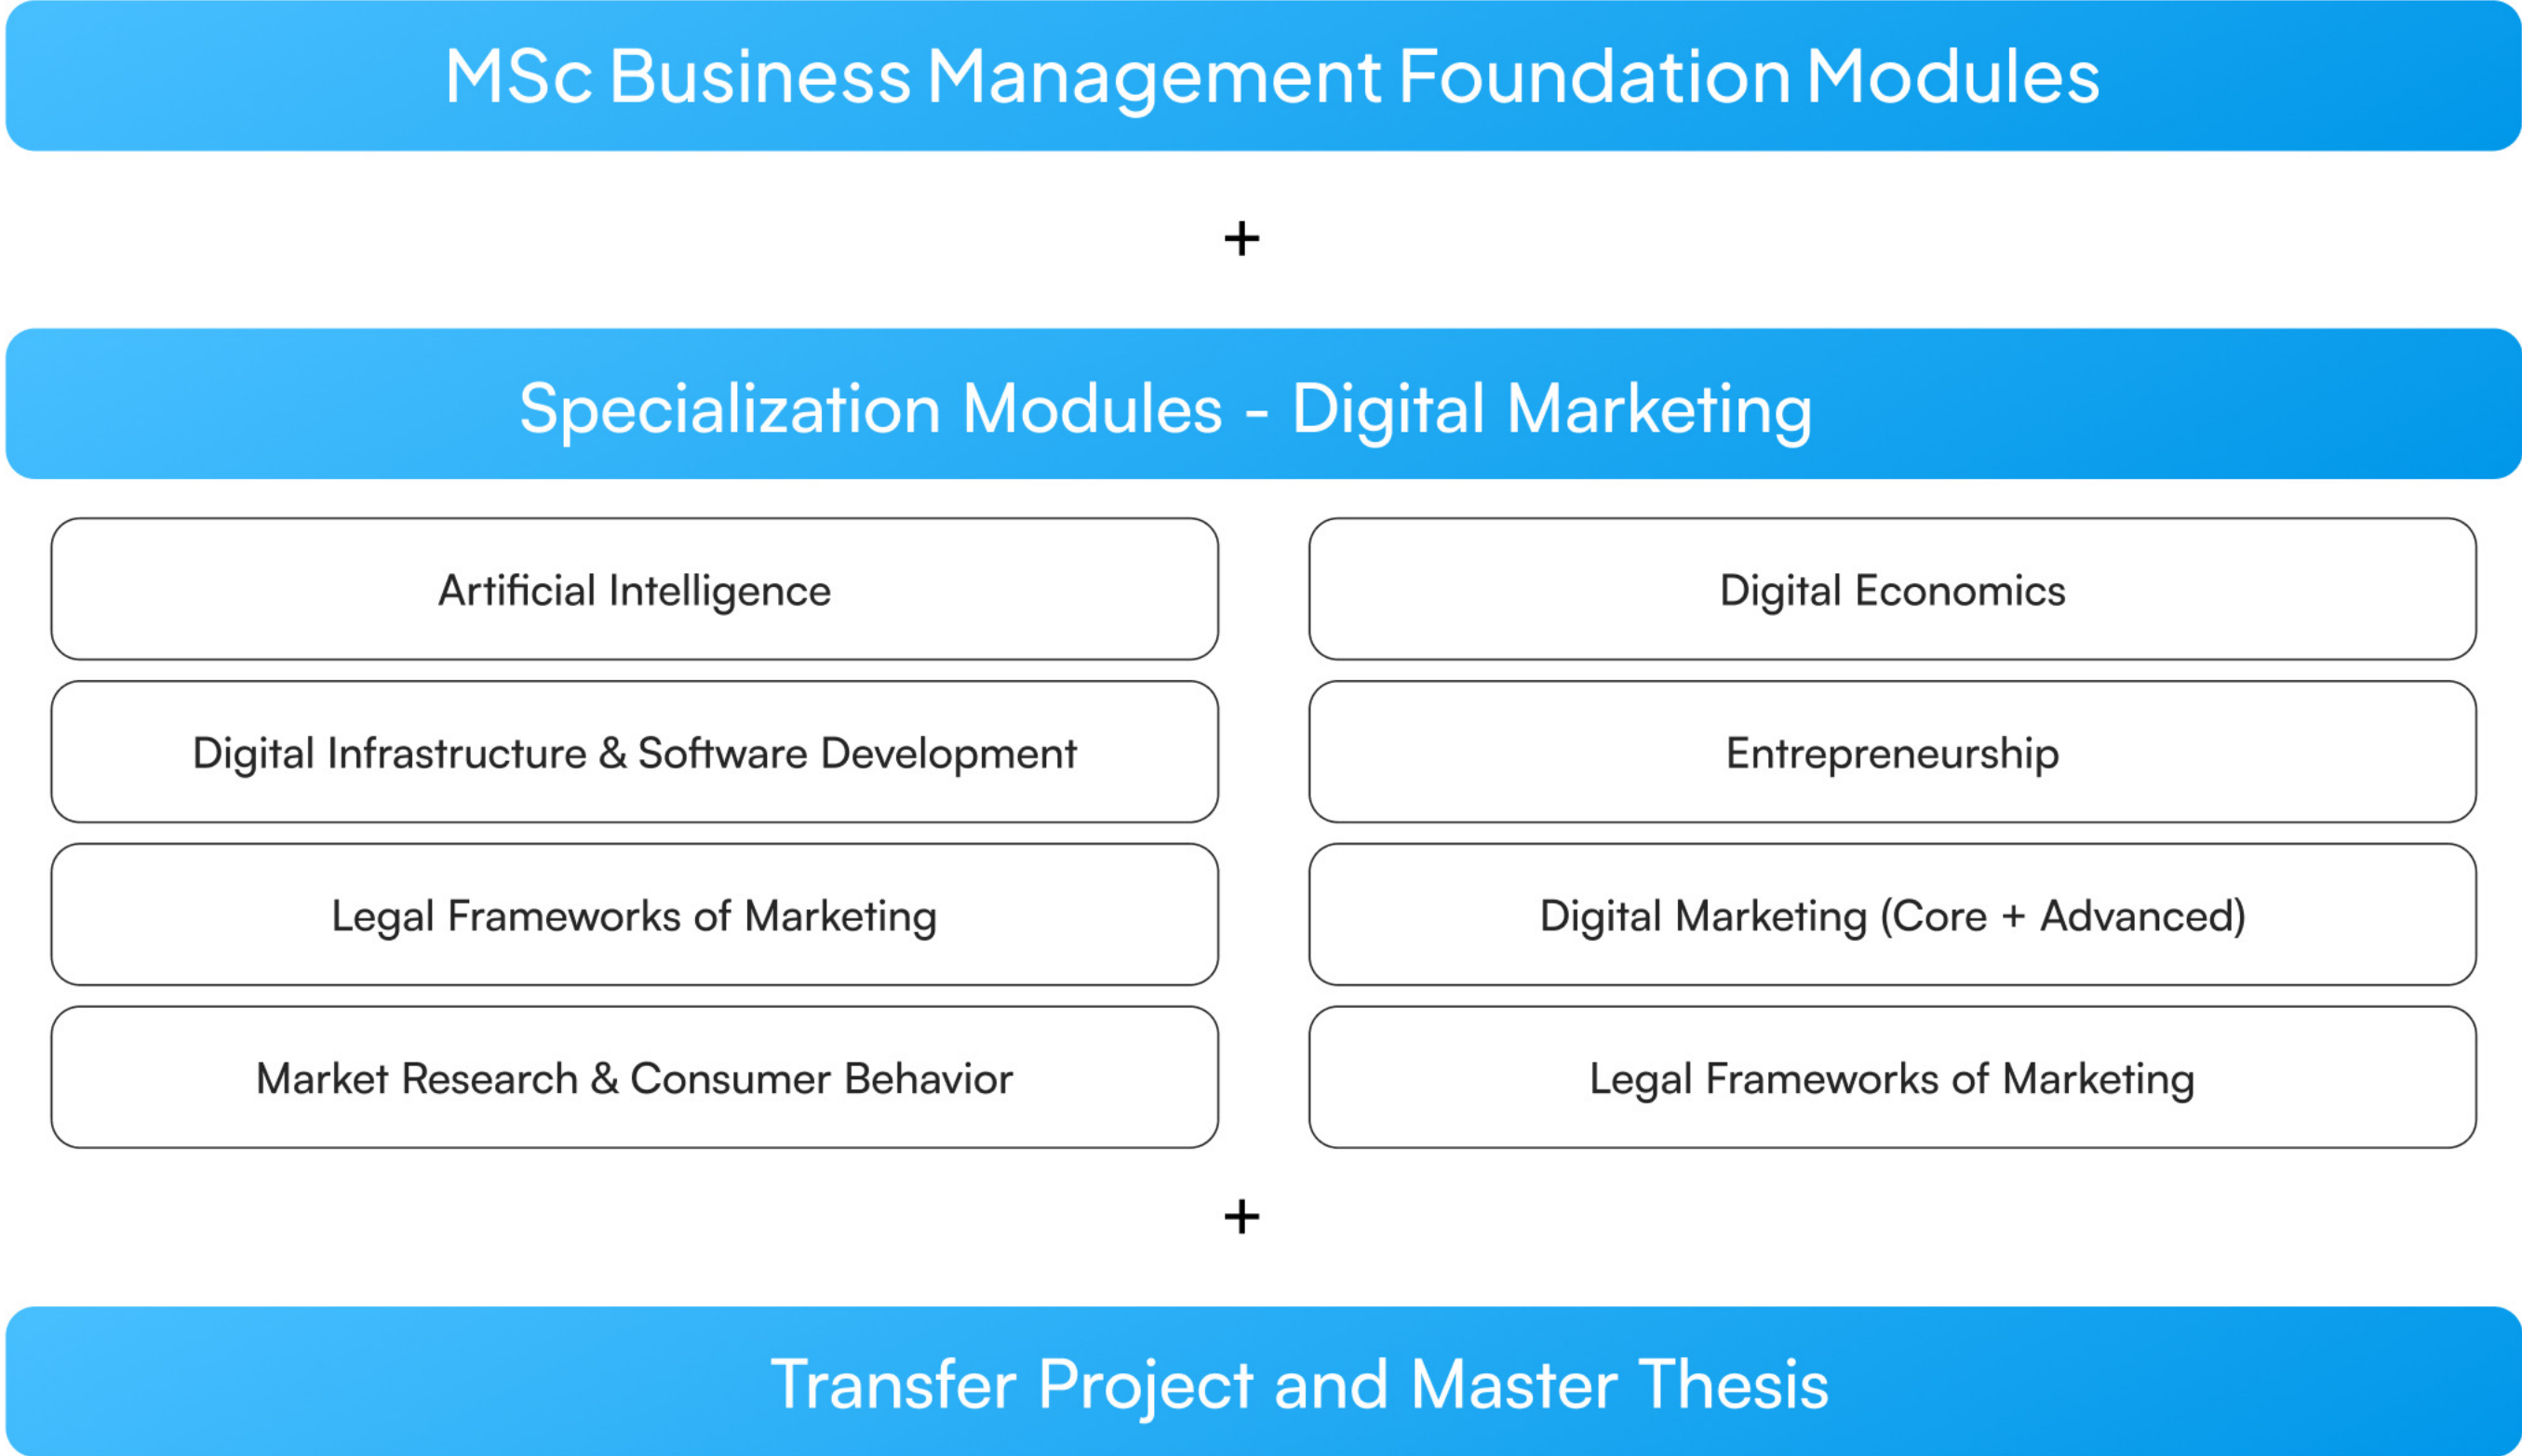 MSc Business Management Foundation Modules
+
Specialization Modules - Digital Marketing
Artificial Intelligence
Digital Economics
Digital Infrastructure & Software Development
Entrepreneurship
Legal Frameworks of Marketing
Digital Marketing (Core + Advanced)
Market Research & Consumer Behavior
Legal Frameworks of Marketing
+
Transfer Project and Master Thesis